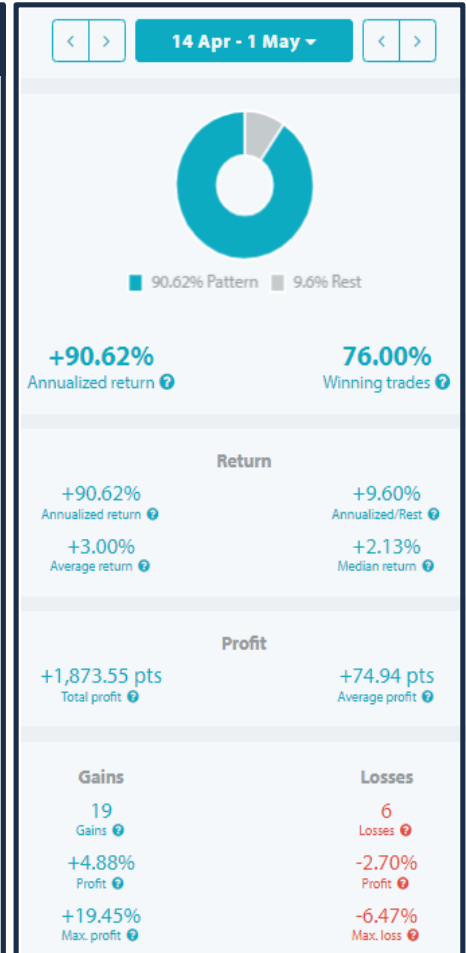 14 Apr - 1 May
90.62% Pattern 9.6% Rest
+90.62% 76.00%
Annualized return Winning trades
Return
+90.62% +9.60%
Annualized return Annualized/Rest
+3.00% +2.13%
Average return Median return
Profit
+1,873.55 pts +74.94 pts
Total profit Average profit
Gains Losses
19 6
Gains Losses
+4.88% -2.70%
Profit Profit
+19.45% -6.47%
Max. profit Max. loss